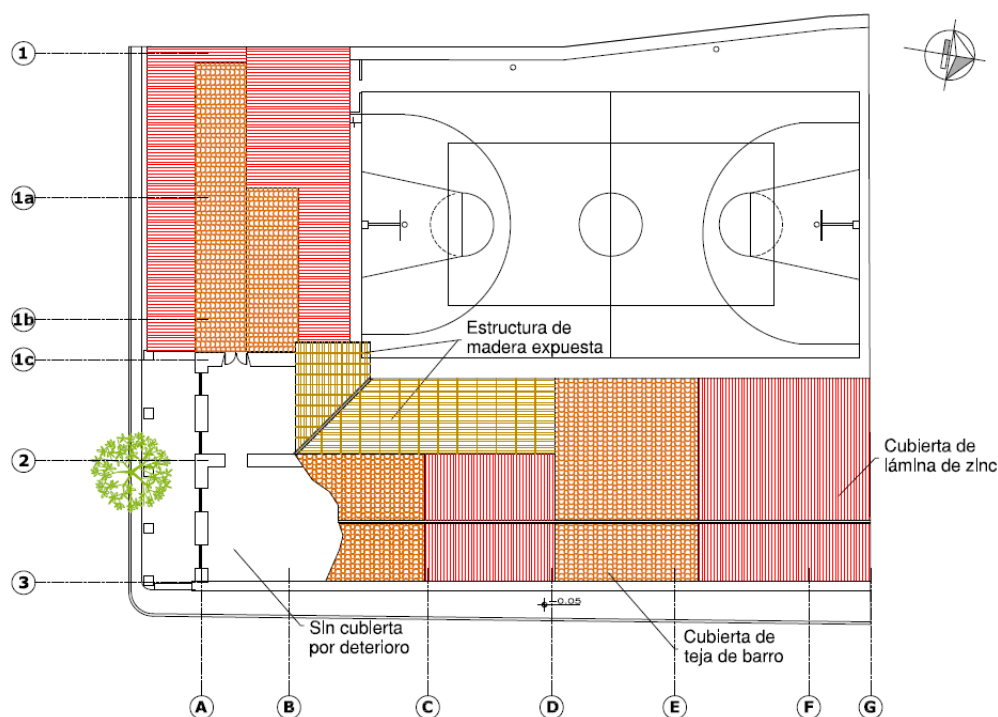 1
1a
1b
1c
2
3
Estructura de
madera expuesta
Cubierta de
lámIna de zInc
SIn cubierta
por deterioro
-0.05
Cubierta de
teja de barro
A
B
C
D
E
F
G